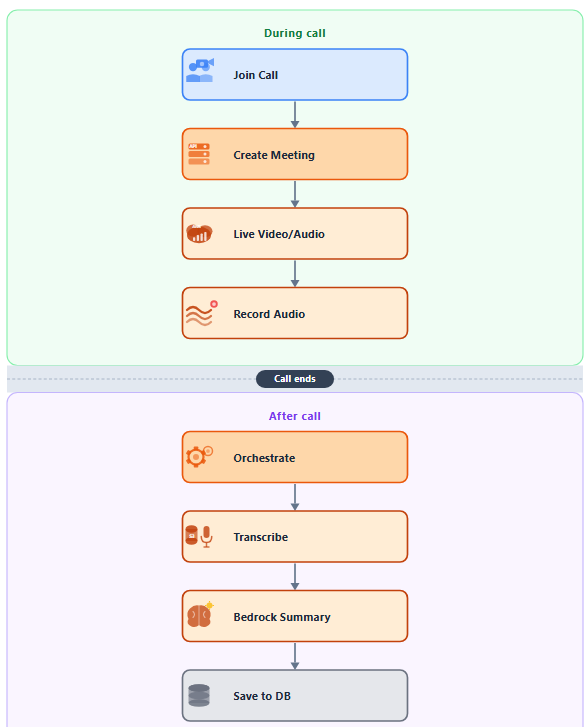 During call
Join Call
API
Create Meeting
Live Video/Audio
Record Audio
Call ends
After call
Orchestrate
Transcribe
Bedrock Summary
Save to DB